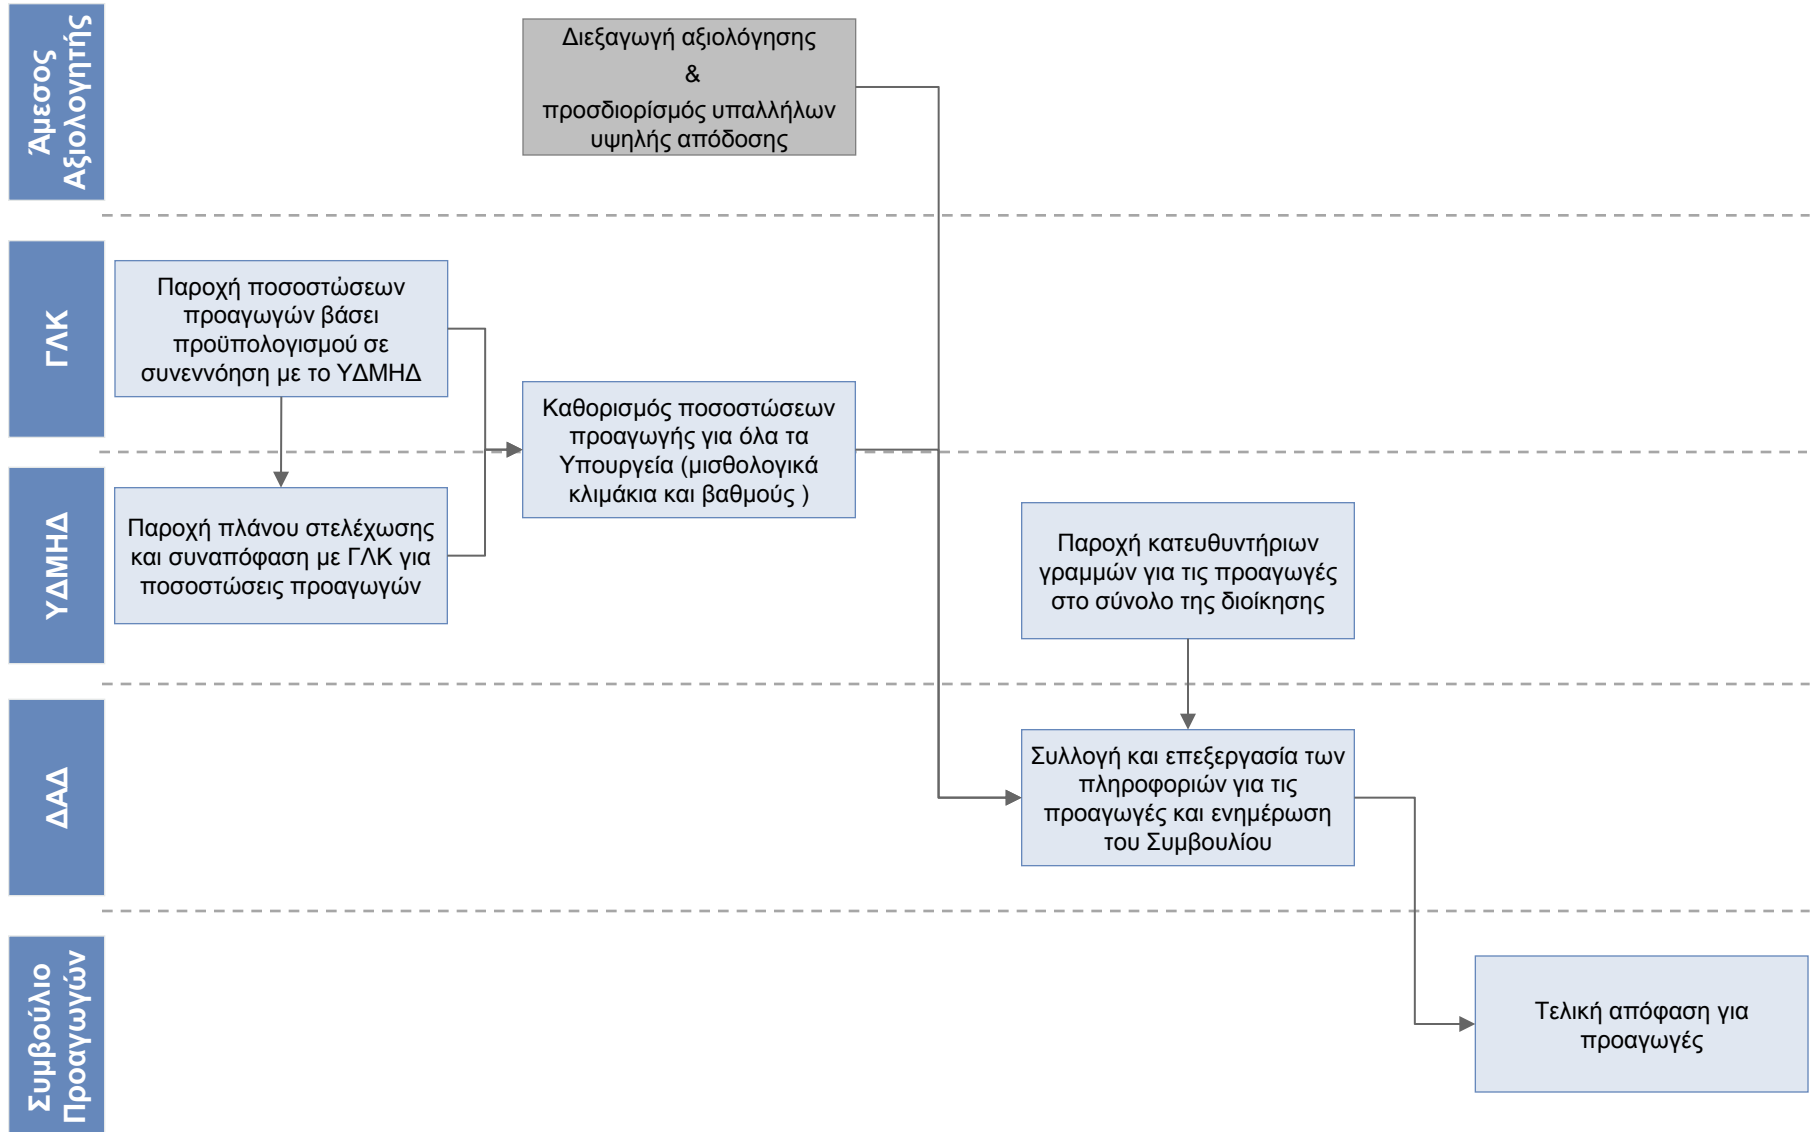 Άμεσος
Αξιολογητής
Διεξαγωγή αξιολόγησης
&
προσδιορίσμός υπαλλήλων
υψηλής απόδοσης
ΓΛΚ
Παροχή ποσοστώσεων
προαγωγών βάσει
προϋπολογισμού σε
συνεννόηση με το ΥΔΜΗΔ
Καθορισμός ποσοστώσεων
προαγωγής για όλα τα
Υπουργεία (μισθολογικά
κλιμάκια και βαθμούς )
ΥΔΜΗΔ
Παροχή πλάνου στελέχωσης
και συναπόφαση με ΓΛΚ για
ποσοστώσεις προαγωγών
Παροχή κατευθυντήριων
γραμμών για τις προαγωγές
στο σύνολο της διοίκησης
ΔΑΔ
Συλλογή και επεξεργασία των
πληροφοριών για τις
προαγωγές και ενημέρωση
του Συμβουλίου
Συμβούλιο
Προαγωγών
Τελική απόφαση για
προαγωγές